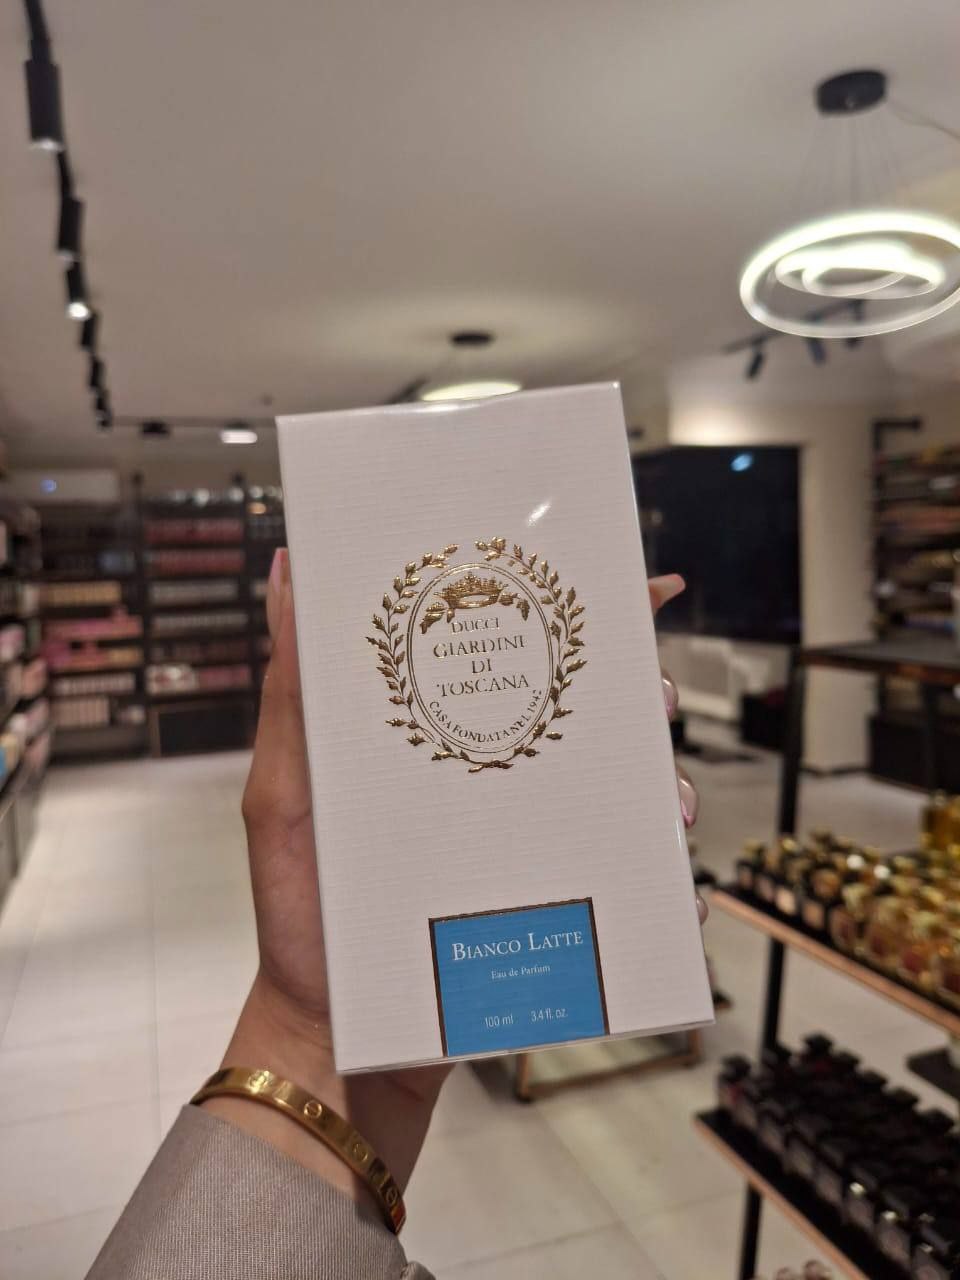 DUCCI
GIARDINI
DI
TOSCANA
CASA FONDATA NEL 1942
BIANCO LATTE
Eau de Parfum
100 ml 3.4 fl. oz.